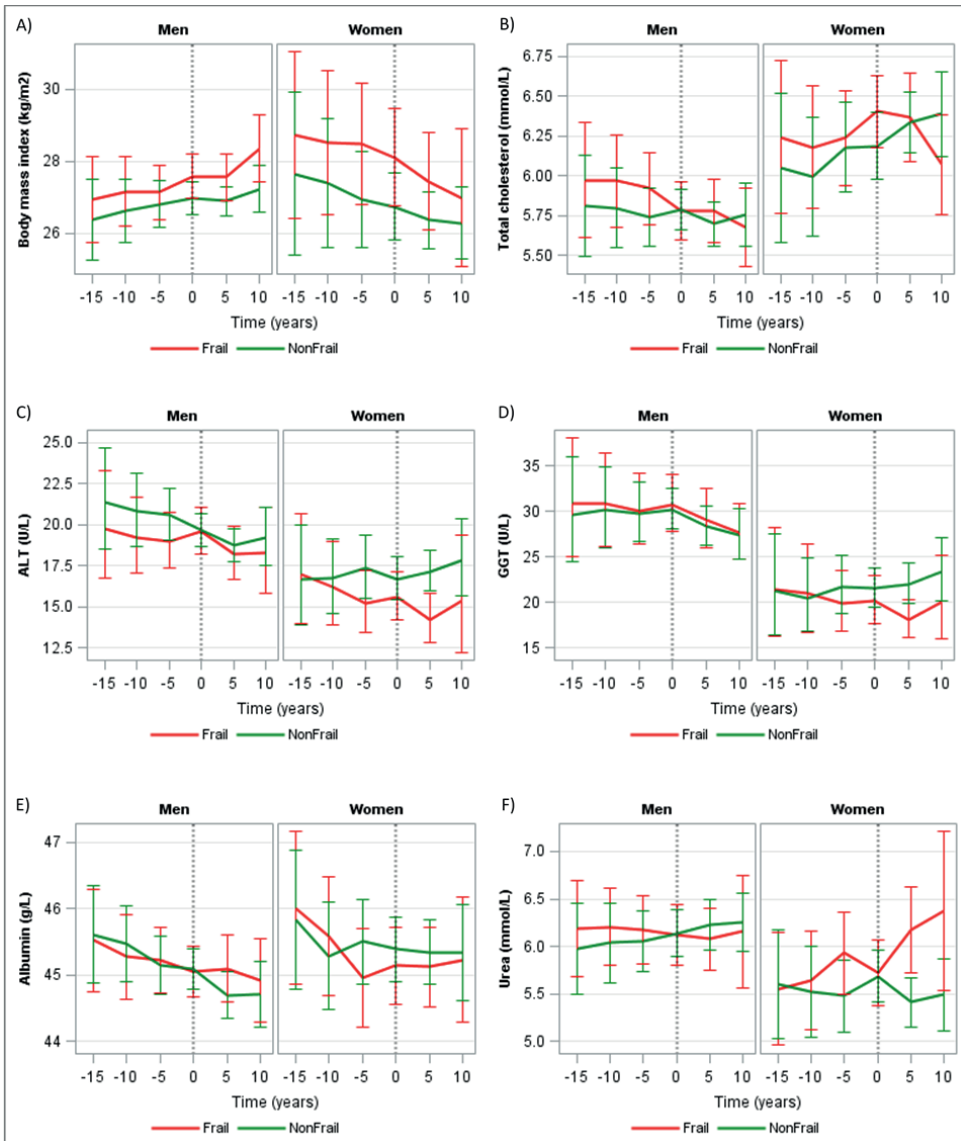 A)
Men Women
Body mass index (kg/m2)
30
28
26
-15 -10 -5 0 5 10 -15 -10 -5 0 5 10
Time (years)
Frail NonFrail
B)
Men Women
Total cholesterol (mmol/L)
6.75
6.50
6.25
6.00
5.75
5.50
-15 -10 -5 0 5 10 -15 -10 -5 0 5 10
Time (years)
Frail NonFrail
C)
Men Women
ALT (U/L)
25.0
22.5
20.0
17.5
15.0
12.5
-15 -10 -5 0 5 10 -15 -10 -5 0 5 10
Time (years)
Frail NonFrail
D)
Men Women
GGT (U/L)
35
30
25
20
15
-15 -10 -5 0 5 10 -15 -10 -5 0 5 10
Time (years)
Frail NonFrail
E)
Men Women
Albumin (g/L)
47
46
45
44
-15 -10 -5 0 5 10 -15 -10 -5 0 5 10
Time (years)
Frail NonFrail
F)
Men Women
Urea (mmol/L)
7.0
6.5
6.0
5.5
5.0
-15 -10 -5 0 5 10 -15 -10 -5 0 5 10
Time (years)
Frail NonFrail